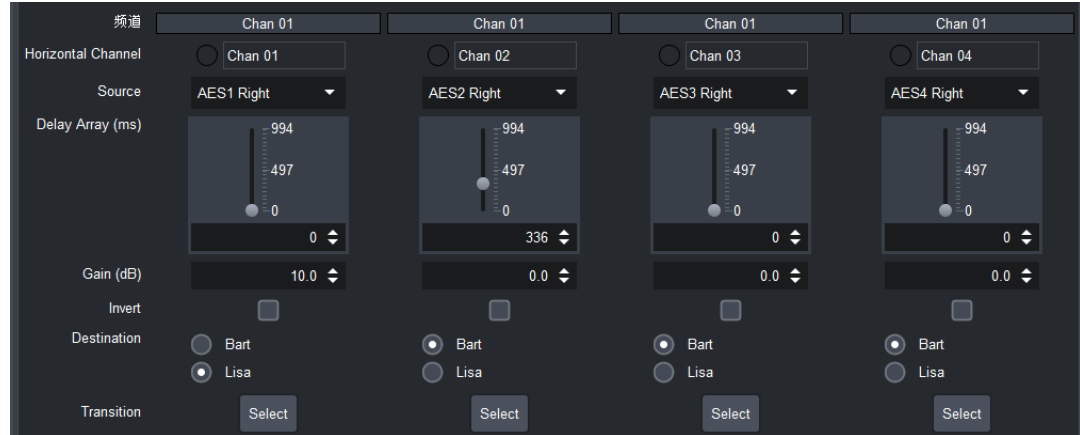 频道 Chan 01 Chan 01 Chan 01 Chan 01
Horizontal Channel Chan 01 Chan 02 Chan 03 Chan 04
Source AES1 Right AES2 Right AES3 Right AES4 Right
Delay Array (ms) 994 994 994 994
497 497 497 497
0 0 0 0
0 336 0 0
Gain (dB) 10.0 0.0 0.0 0.0
Invert
Destination Bart Bart Bart Bart
Lisa Lisa Lisa Lisa
Transition Select Select Select Select